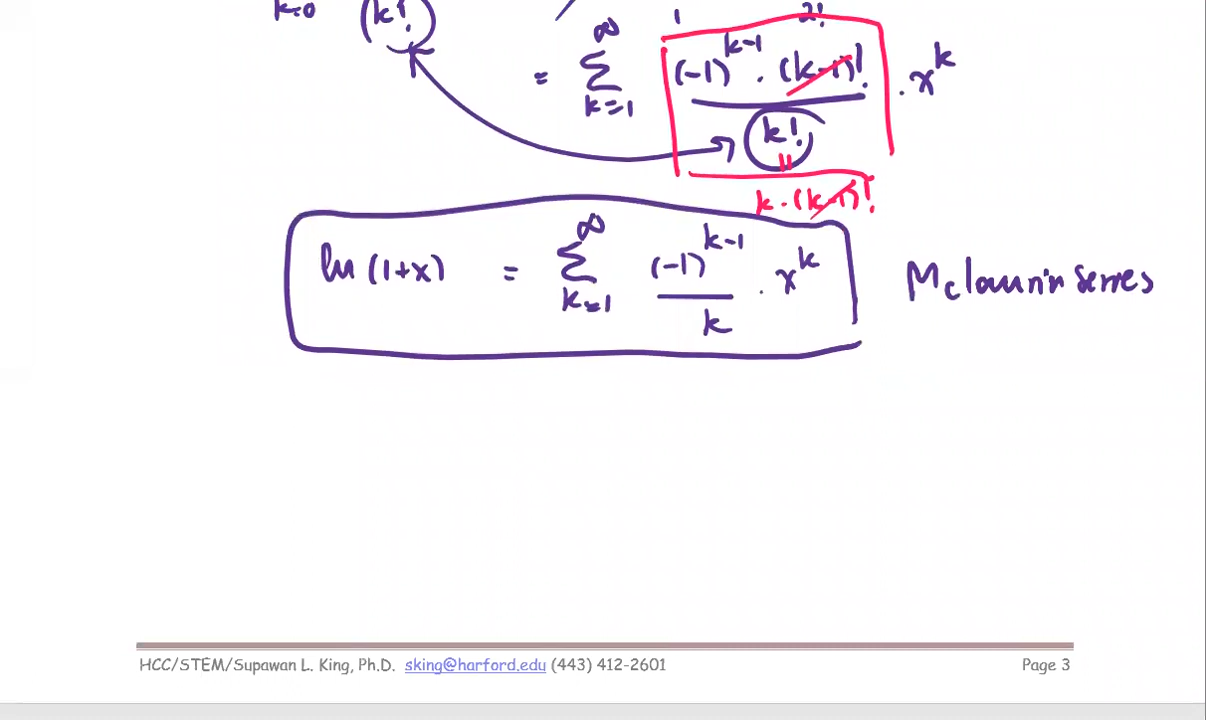 k=0 (k!) 1 2!
= ∞ Σ k=1 (-1)^{k-1} · (k-1)! / k! · x^k
"
k · (k-1)!
ln (1+x) = ∞ Σ k=1 (-1)^{k-1} / k · x^k Mclaurin series
HCC/STEM/Supawan L. King, Ph.D. sking@harford.edu (443) 412-2601 Page 3